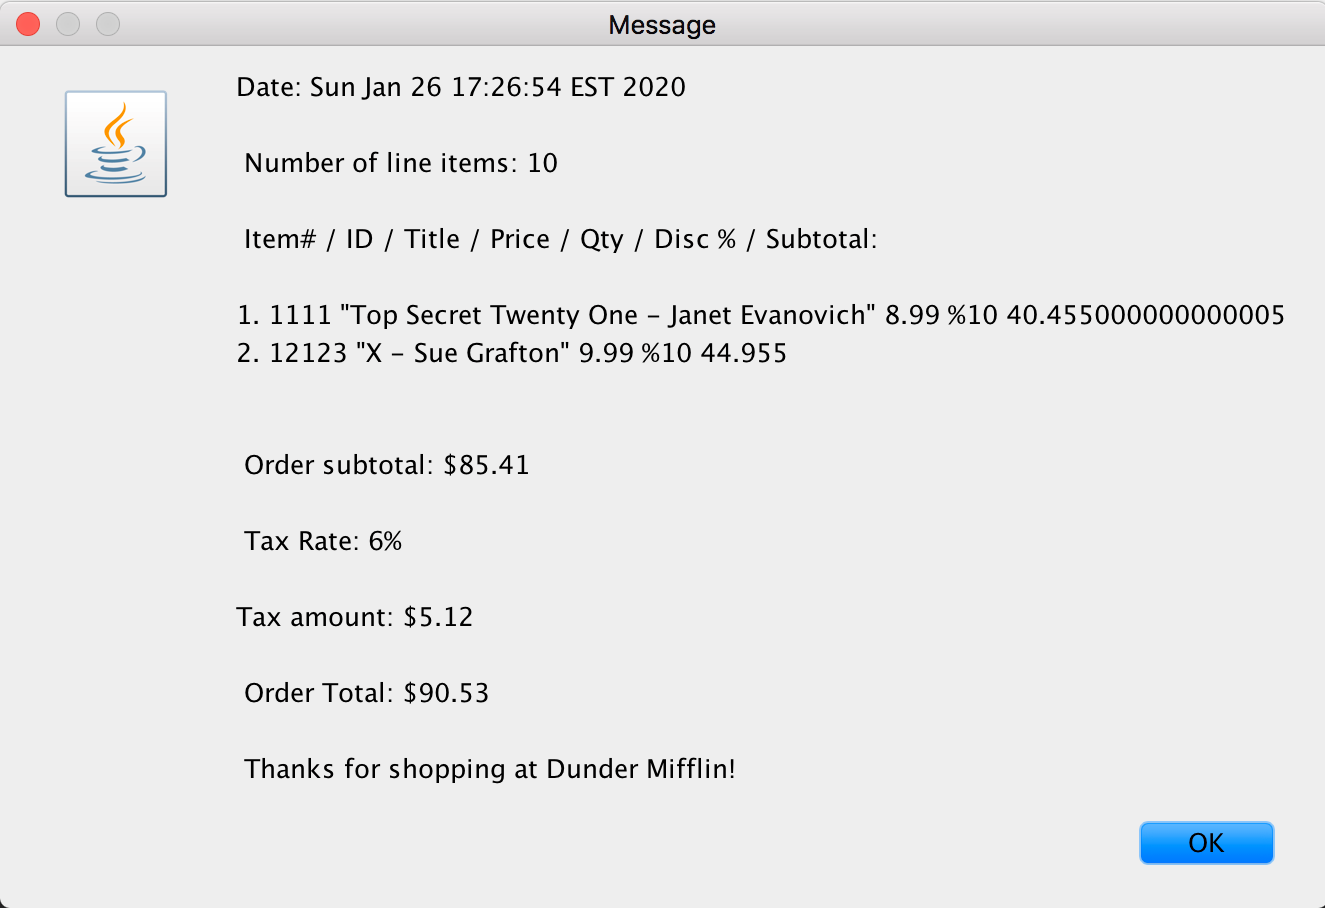 Message
Date: Sun Jan 26 17:26:54 EST 2020
Number of line items: 10
Item# / ID / Title / Price / Qty / Disc % / Subtotal:
1. 1111 "Top Secret Twenty One – Janet Evanovich" 8.99 %10 40.455000000000005
2. 12123 "X – Sue Grafton" 9.99 %10 44.955
Order subtotal: $85.41
Tax Rate: 6%
Tax amount: $5.12
Order Total: $90.53
Thanks for shopping at Dunder Mifflin!
OK